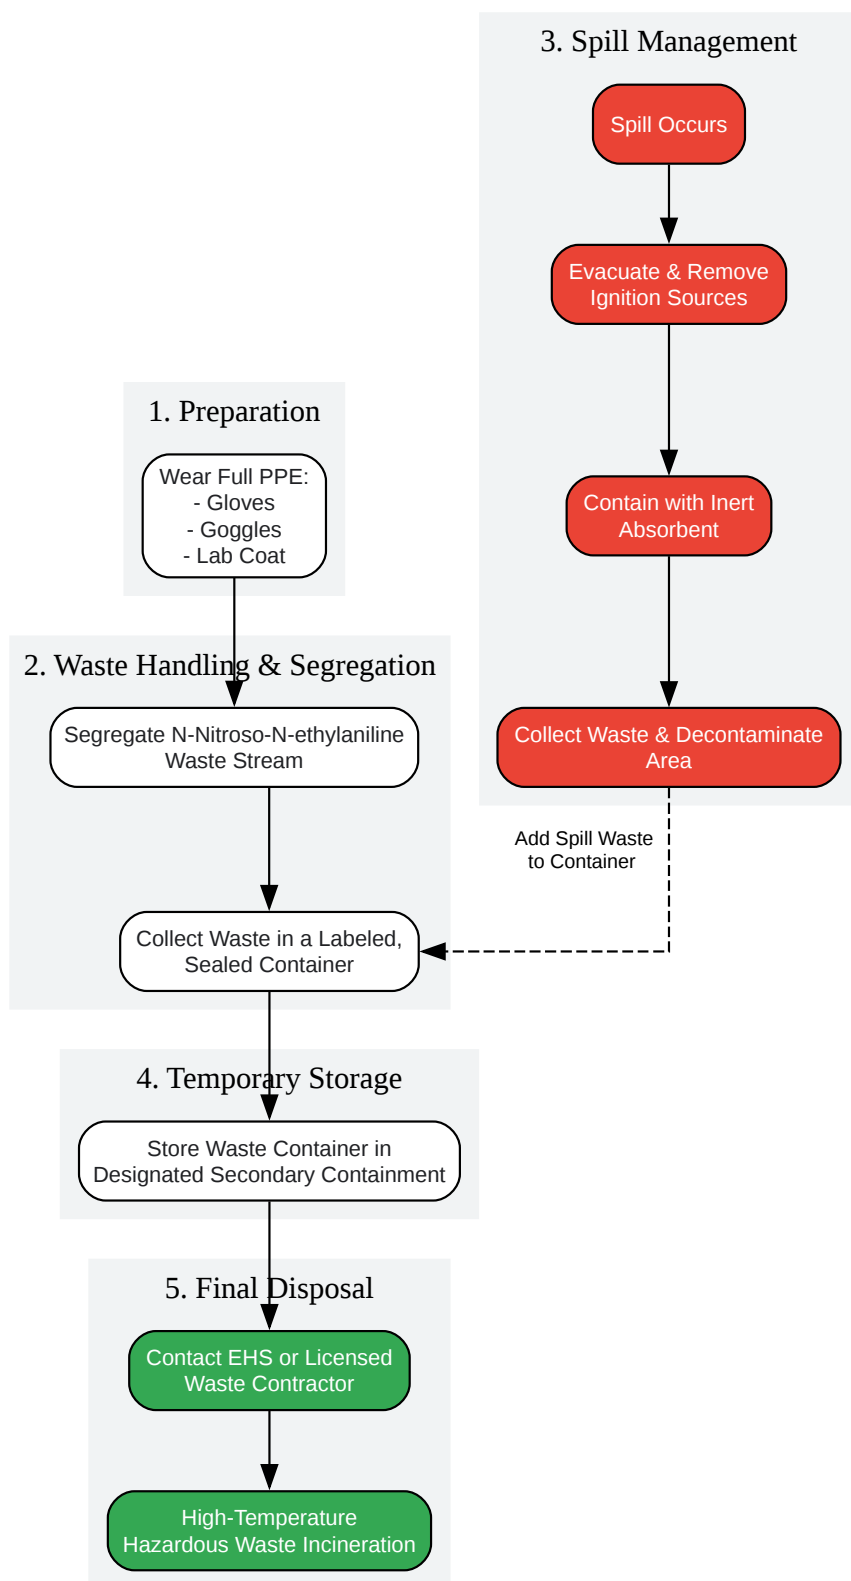 3. Spill Management
Spill Occurs
Evacuate & Remove
Ignition Sources
Contain with Inert
Absorbent
Collect Waste & Decontaminate
Area
Add Spill Waste
to Container
1. Preparation
Wear Full PPE:
- Gloves
- Goggles
- Lab Coat
2. Waste Handling & Segregation
Segregate N-Nitroso-N-ethylaniline
Waste Stream
Collect Waste in a Labeled,
Sealed Container
4. Temporary Storage
Store Waste Container in
Designated Secondary Containment
5. Final Disposal
Contact EHS or Licensed
Waste Contractor
High-Temperature
Hazardous Waste Incineration